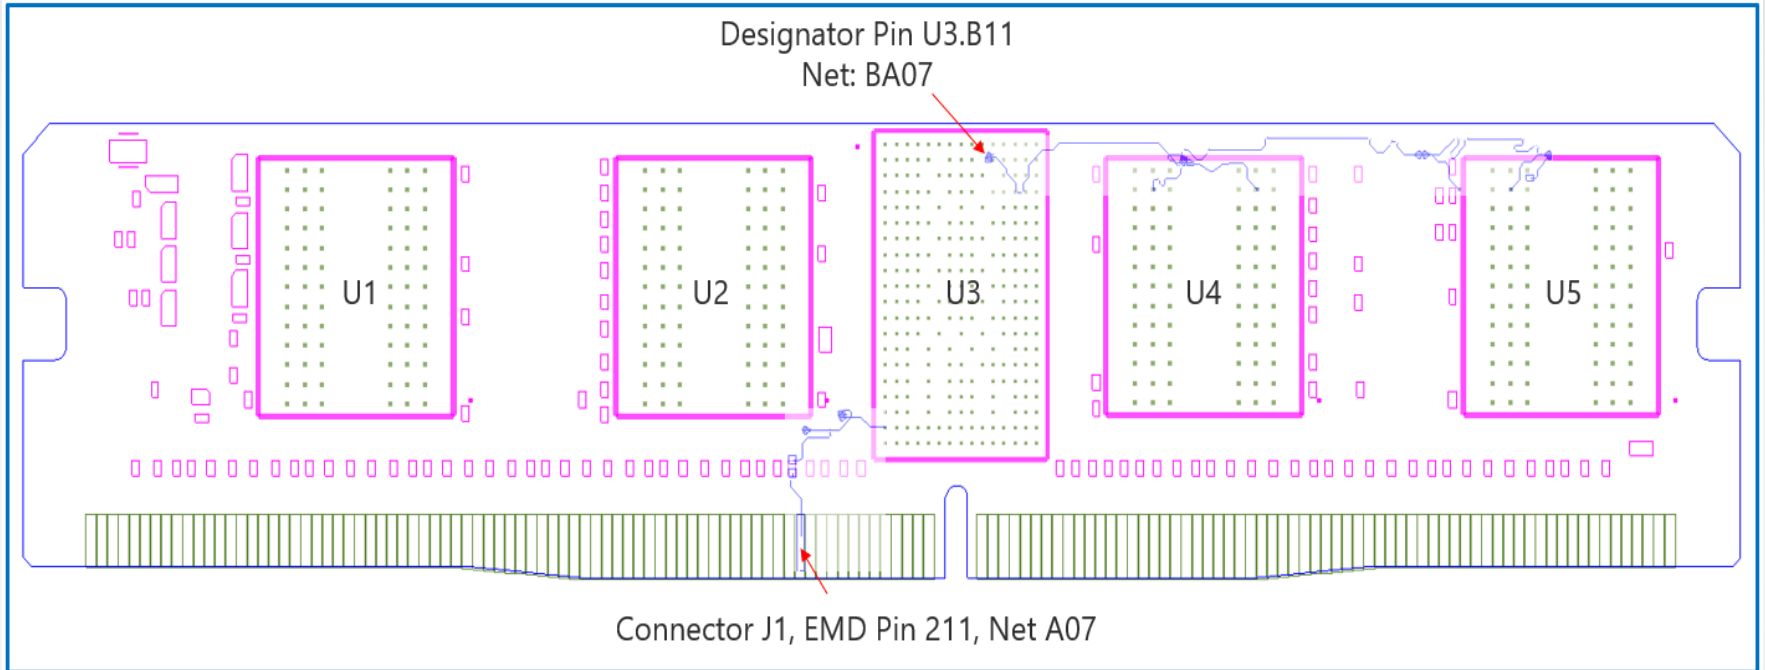 Designator Pin U3.B11
Net: BA07
U1
U2
U3
U4
U5
Connector J1, EMD Pin 211, Net A07